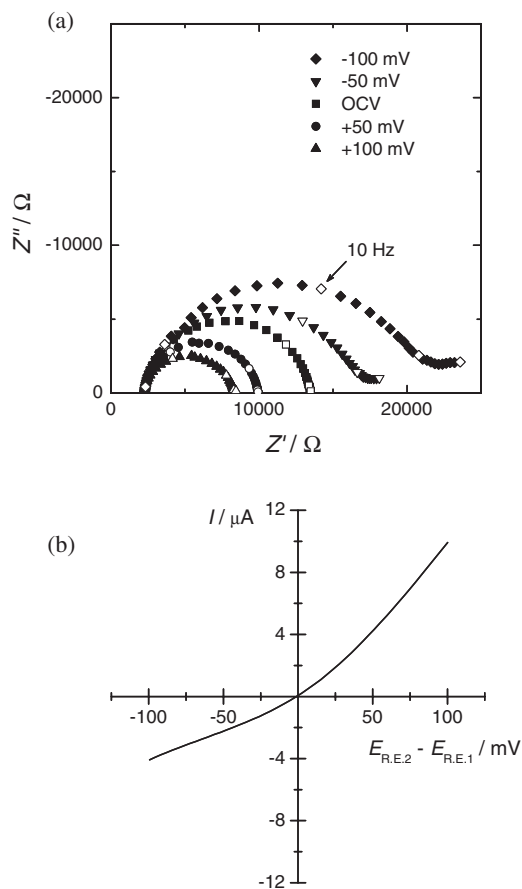 (a)
-100 mV
-50 mV
OCV
+50 mV
+100 mV
-20000
-10000
0
10 Hz
Z" / Ω
0
10000
20000
Z' / Ω
(b)
I / μA
12
8
4
-100
-50
50
100
E_R.E.2 - E_R.E.1 / mV
-4
-8
-12